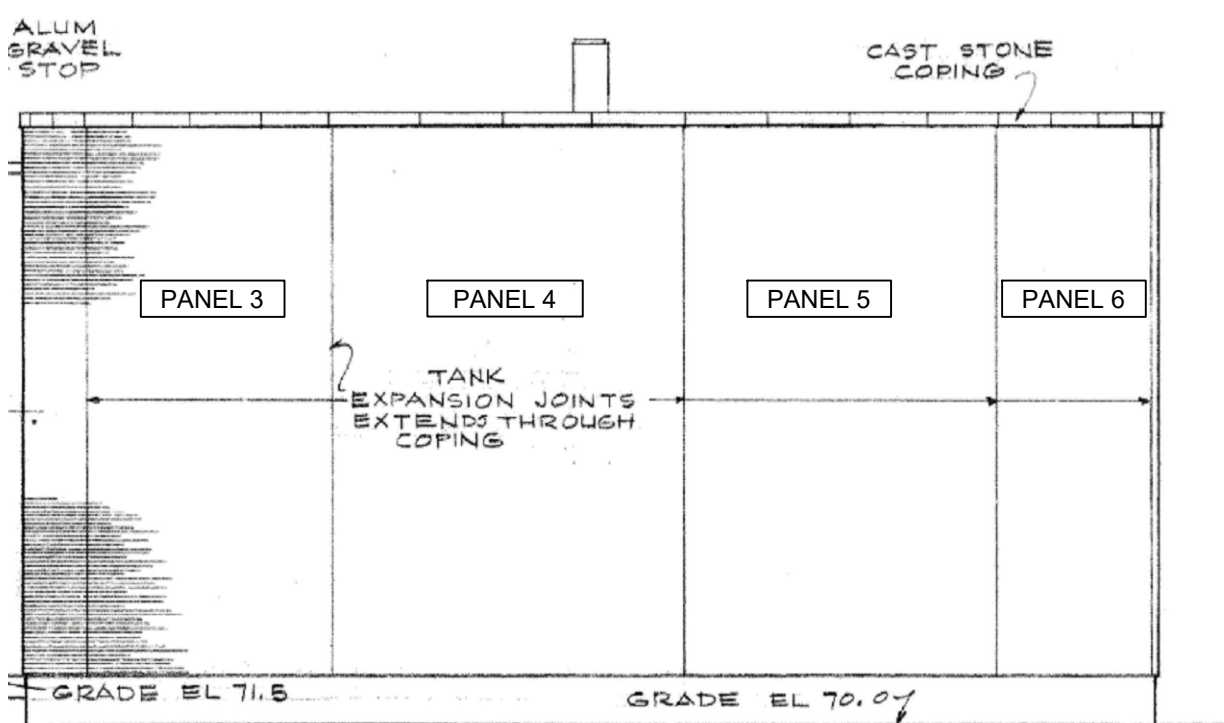 ALUM
GRAVEL
STOP
CAST STONE
COPING
PANEL 3
PANEL 4
PANEL 5
PANEL 6
TANK
EXPANSION JOINTS
EXTENDS THROUGH
COPING
GRADE EL 71.5
GRADE EL 70.0